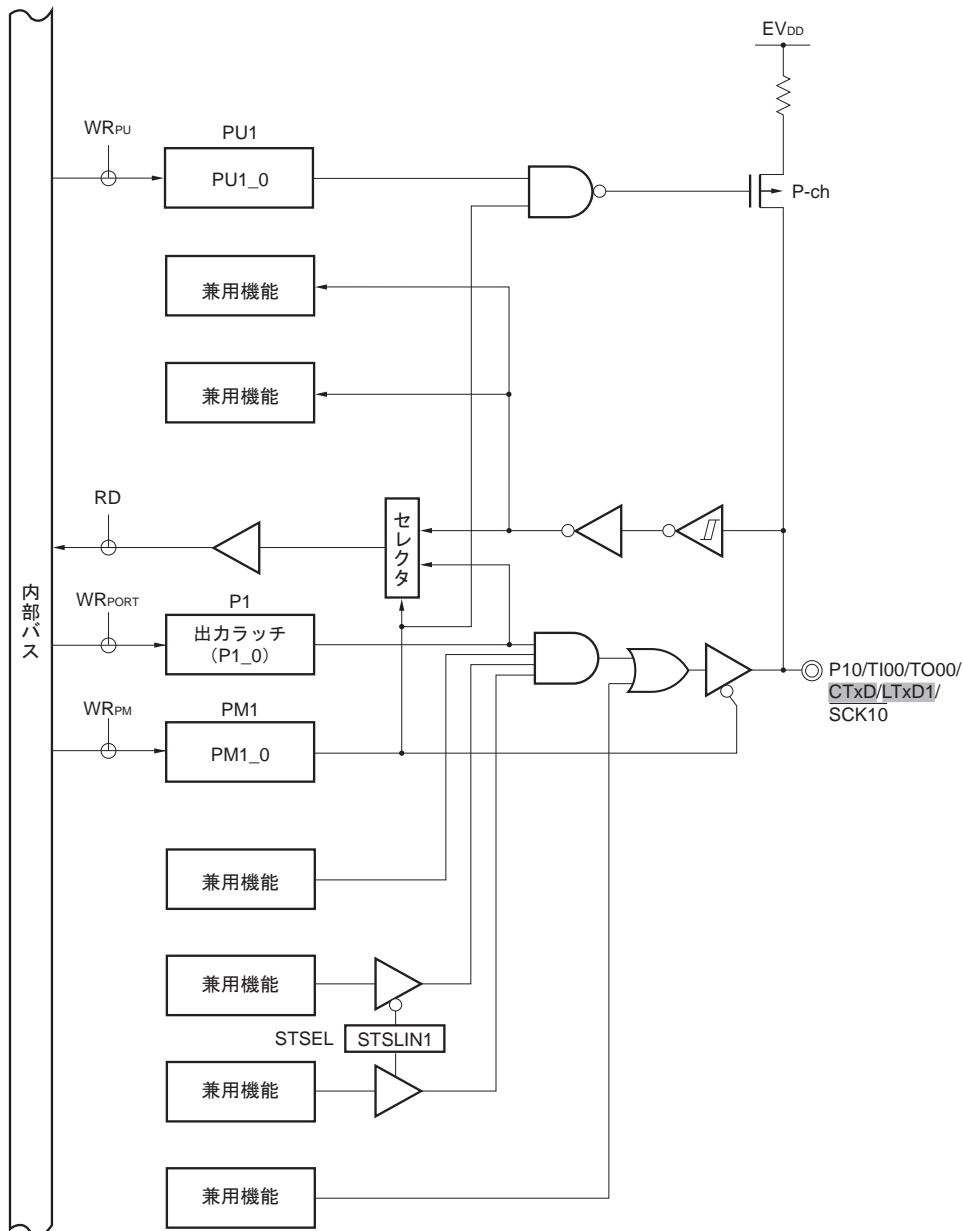 EVDD
WRPU
PU1
PU1_0
P-ch
兼用機能
兼用機能
RD
セレクタ
内部バス
WRPORT
P1
出力ラッチ
(P1_0)
P10/TI00/TO00/
CTxD/LTxD1/
SCK10
WRPM
PM1
PM1_0
兼用機能
兼用機能
STSEL
STSLIN1
兼用機能
兼用機能